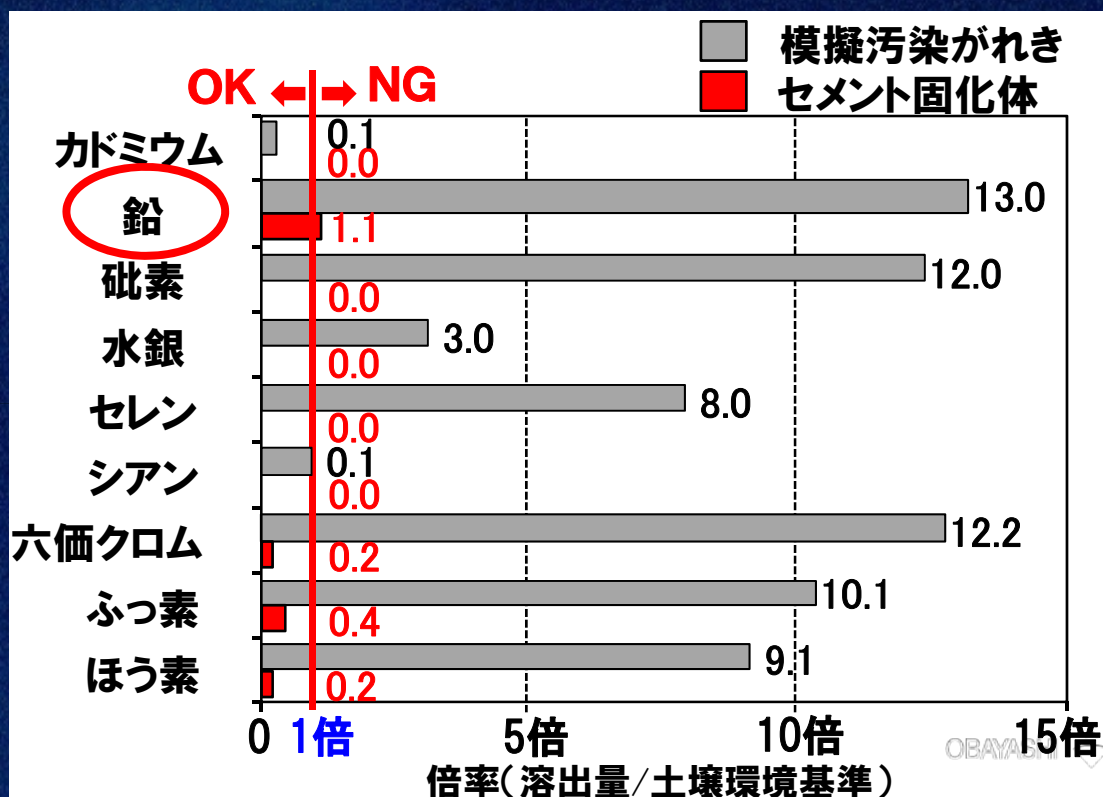 模擬汚染がれき
セメント固化体
OK NG
カドミウム 0.1
0.0
鉛 13.0
1.1
砒素 12.0
0.0
水銀 3.0
0.0
セレン 8.0
0.0
シアン 0.1
0.0
六価クロム 12.2
0.2
ふっ素 10.1
0.4
ほう素 9.1
0.2
0 1倍 5倍 10倍 15倍
OBAYASHI
倍率(溶出量/土壌環境基準)